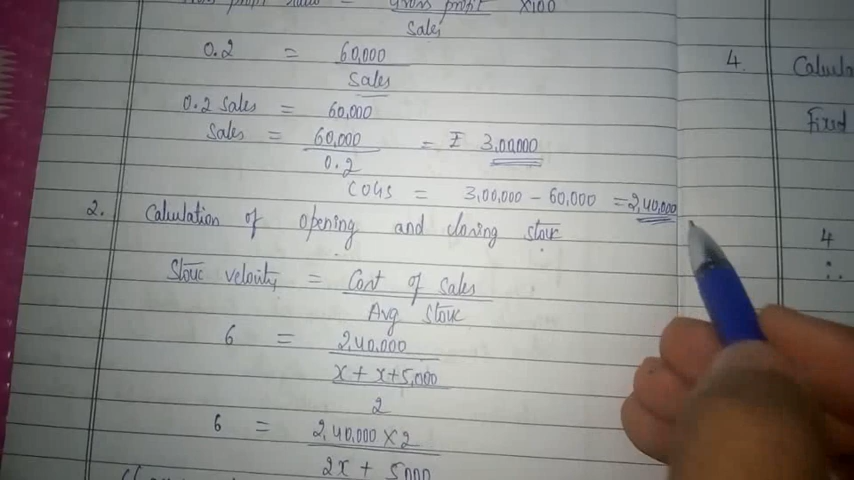 Gross profit × 100
Sales
0.2 = 60,000
Sales
0.2 Sales = 60,000
Sales = 60,000 = ₹ 3,00,000
0.2
COGS = 3,00,000 - 60,000 = 2,40,000
2. Calculation of opening and closing stock
Stock velocity = Cost of Sales
Avg stock
6 = 2,40,000
x + x + 5,000
2
6 = 2,40,000 × 2
2x + 5000
4. Calcula
Fixed
4
∴